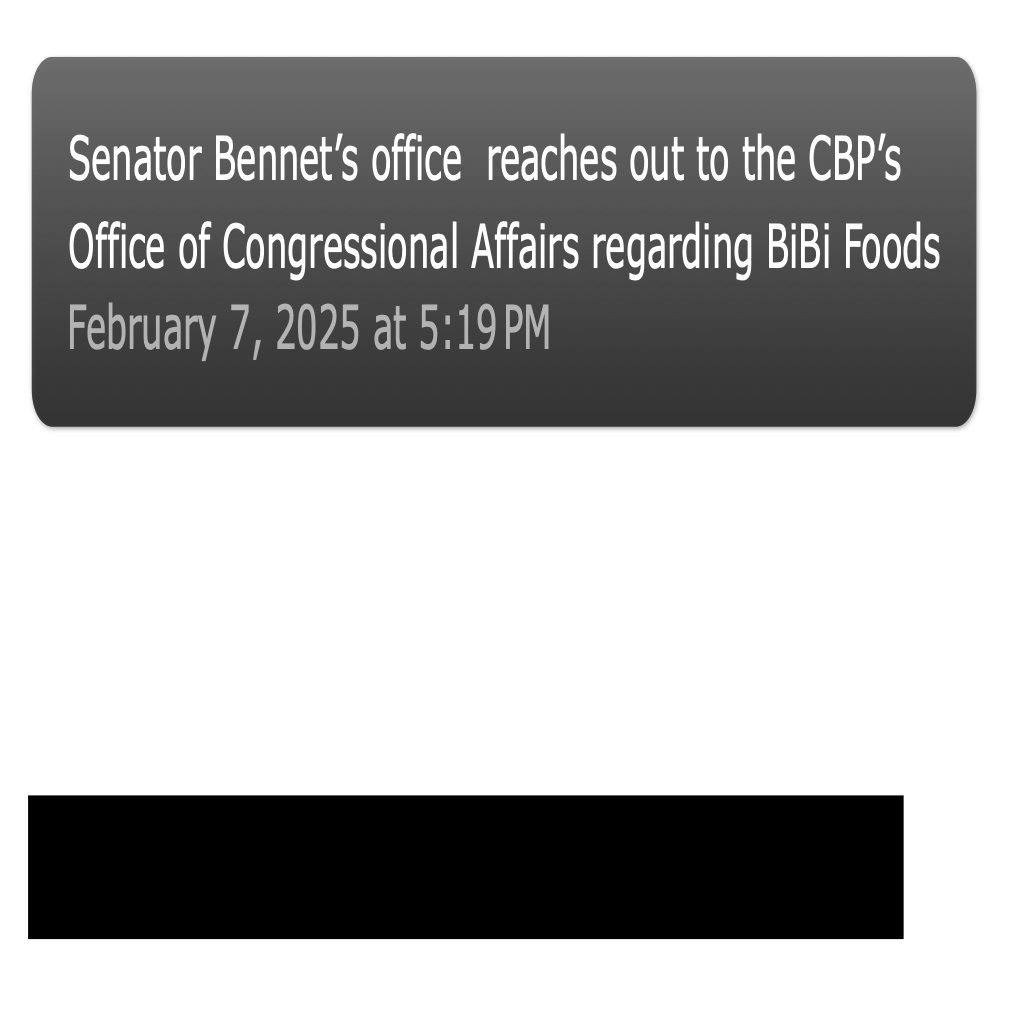 Senator Bennet’s office  reaches out to the CBP’s
Office of Congressional Affairs regarding BiBi Foods
February 7, 2025 at 5:19 PM